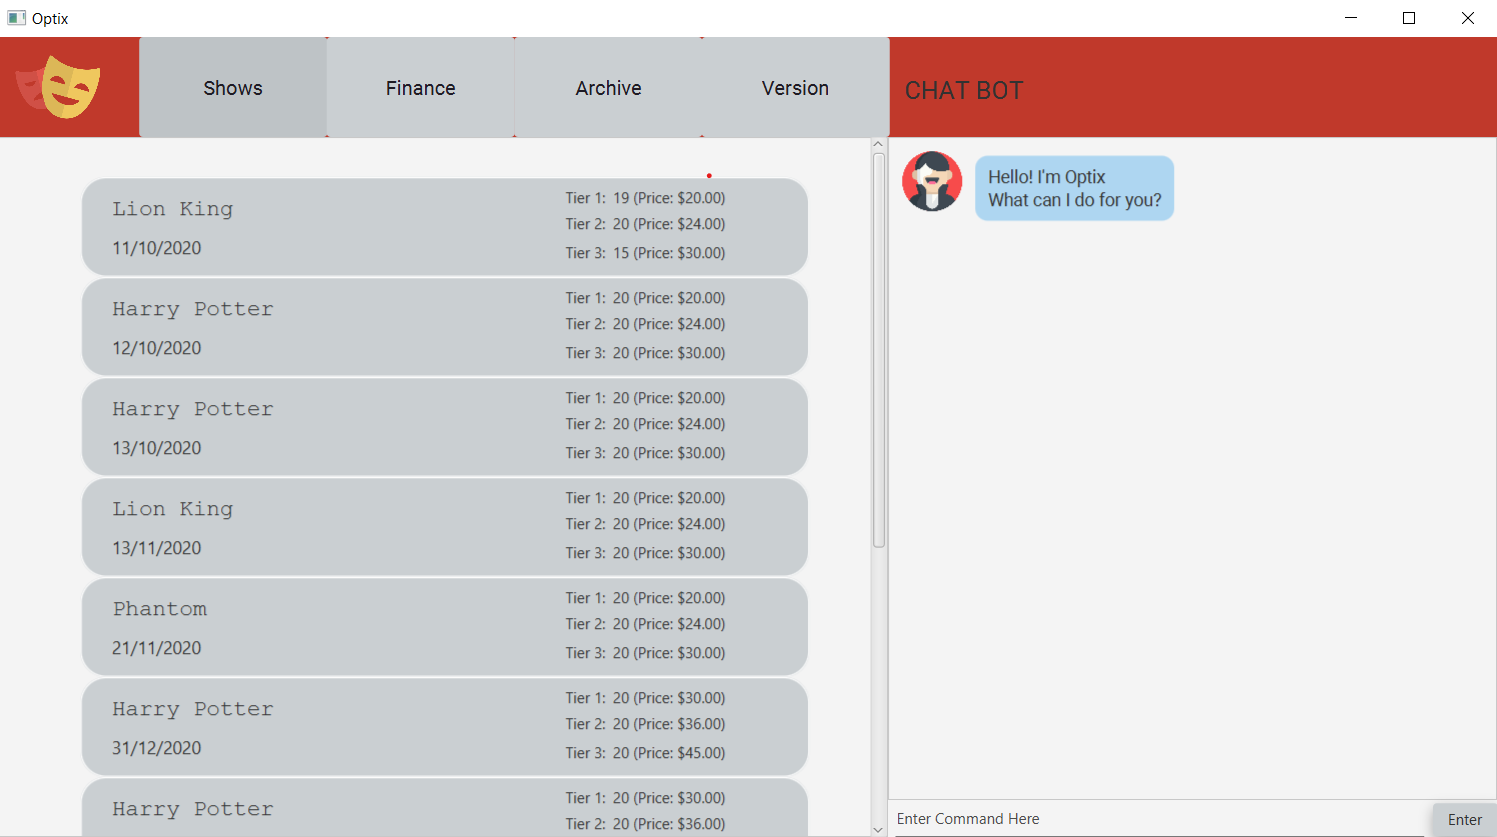 Optix
Shows
Finance
Archive
Version
CHAT BOT
Lion King
11/10/2020
Tier 1: 19 (Price: $20.00)
Tier 2: 20 (Price: $24.00)
Tier 3: 15 (Price: $30.00)
Harry Potter
12/10/2020
Tier 1: 20 (Price: $20.00)
Tier 2: 20 (Price: $24.00)
Tier 3: 20 (Price: $30.00)
Harry Potter
13/10/2020
Tier 1: 20 (Price: $20.00)
Tier 2: 20 (Price: $24.00)
Tier 3: 20 (Price: $30.00)
Lion King
13/11/2020
Tier 1: 20 (Price: $20.00)
Tier 2: 20 (Price: $24.00)
Tier 3: 20 (Price: $30.00)
Phantom
21/11/2020
Tier 1: 20 (Price: $20.00)
Tier 2: 20 (Price: $24.00)
Tier 3: 20 (Price: $30.00)
Harry Potter
31/12/2020
Tier 1: 20 (Price: $30.00)
Tier 2: 20 (Price: $36.00)
Tier 3: 20 (Price: $45.00)
Harry Potter
Tier 1: 20 (Price: $30.00)
Tier 2: 20 (Price: $36.00)
Hello! I'm Optix
What can I do for you?
Enter Command Here
Enter